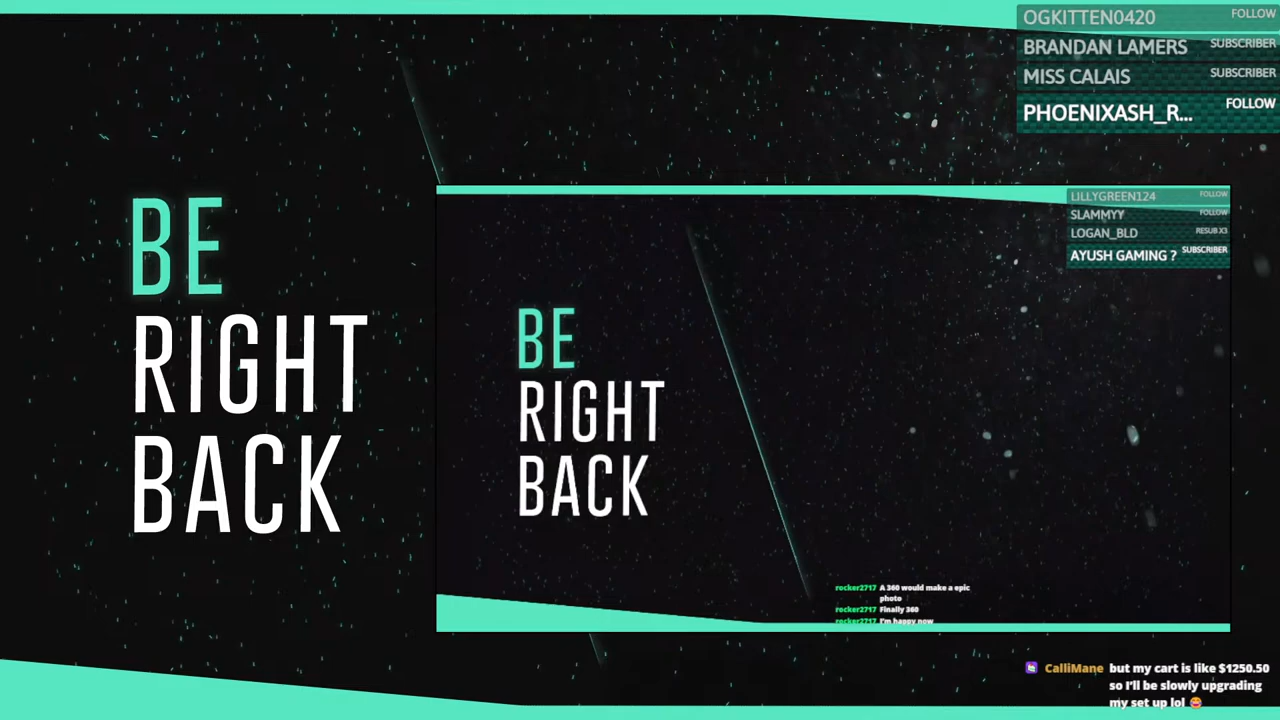 OGKITTEN0420 FOLLOW
BRANDAN LAMERS SUBSCRIBER
MISS CALAIS SUBSCRIBER
PHOENIXASH_R... FOLLOW
BE
RIGHT
BACK
LILLYGREEN124 FOLLOW
SLAMMYY FOLLOW
LOGAN_BLD RESUB X3
AYUSH GAMING ? SUBSCRIBER
BE
RIGHT
BACK
rocker2717 A 360 would make a epic
photo
rocker2717 Finally 360
rocker2717 I'm happy now
CalliMane but my cart is like $1250.50
so I'll be slowly upgrading
my set up lol 😆